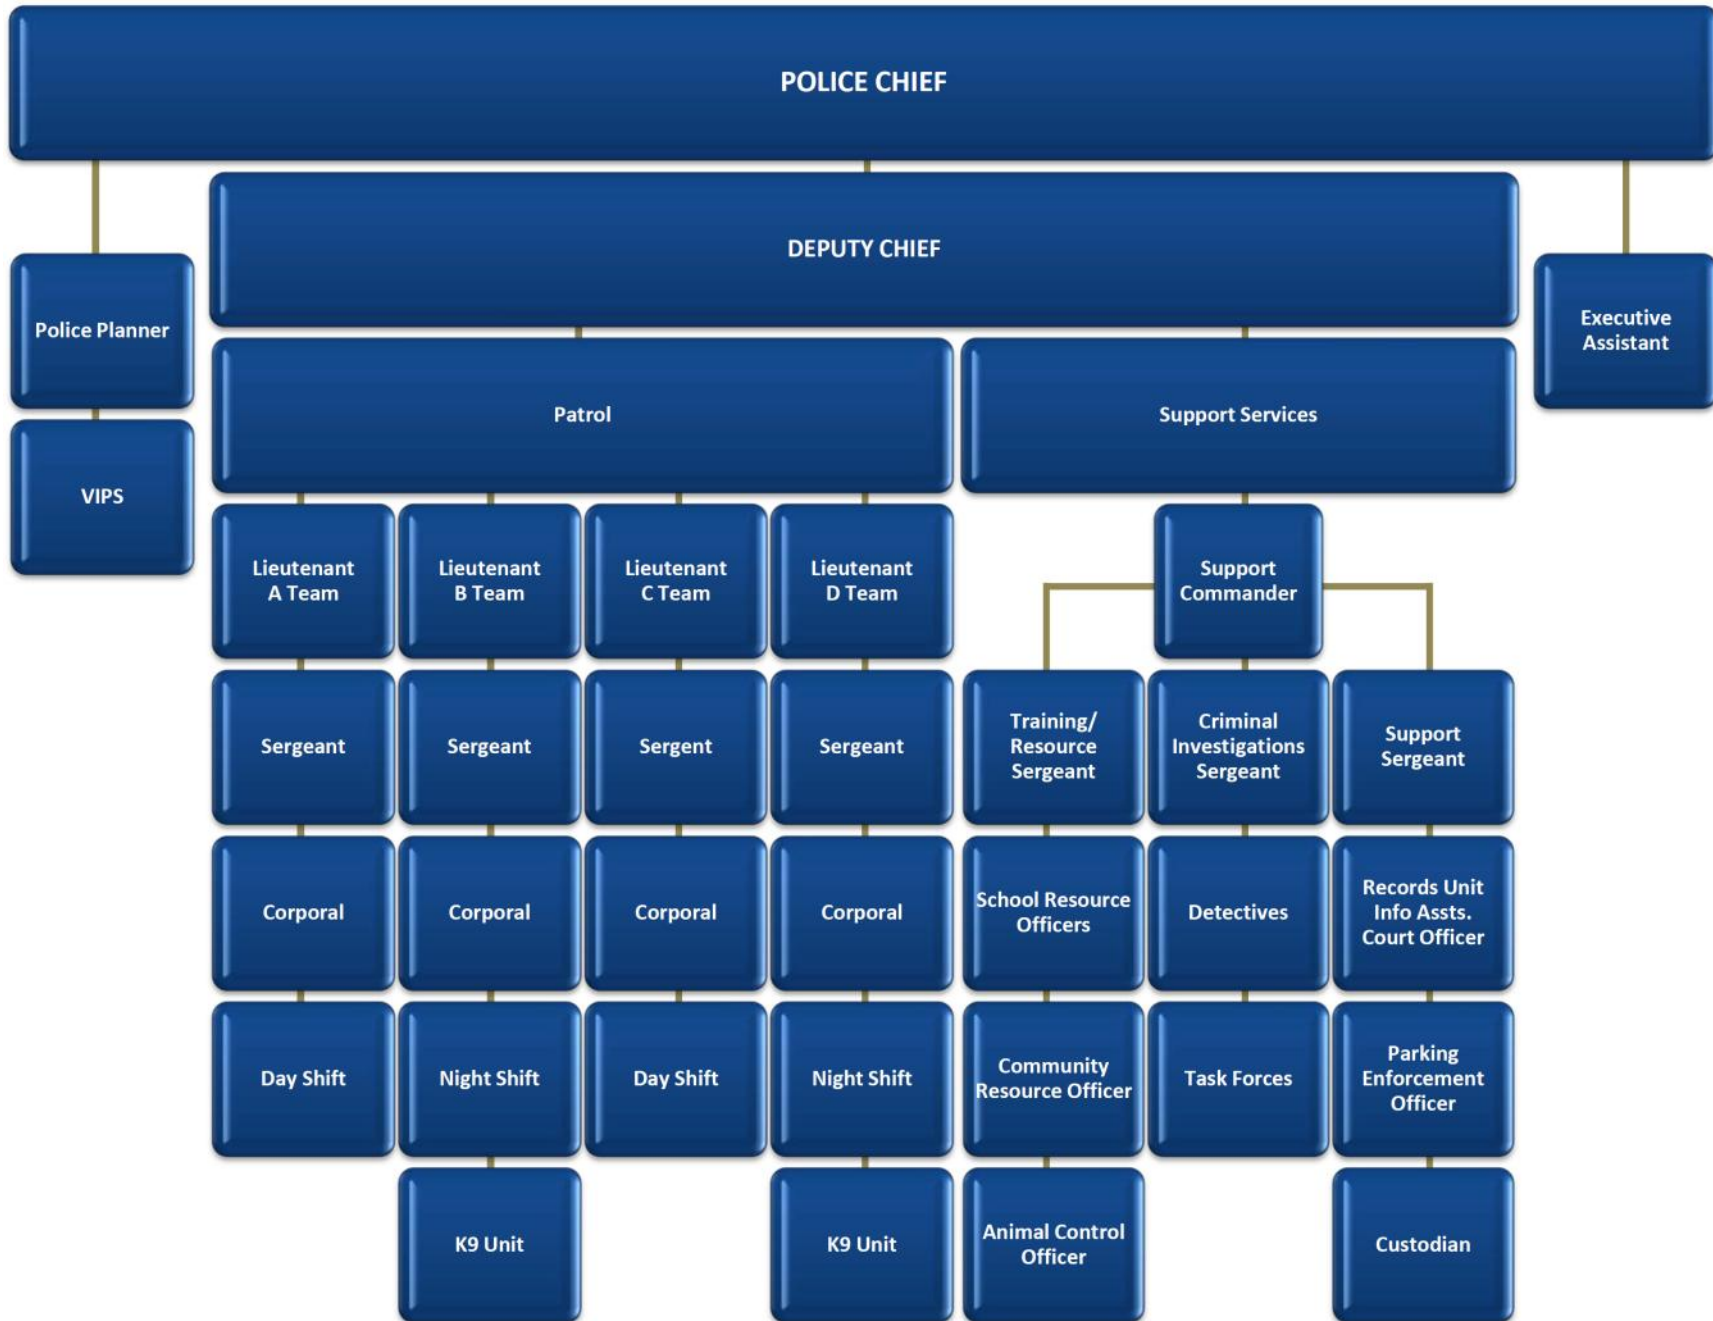 POLICE CHIEF
DEPUTY CHIEF
Police Planner
Executive
Assistant
Patrol
Support Services
VIPS
Lieutenant
A Team
Lieutenant
B Team
Lieutenant
C Team
Lieutenant
D Team
Support
Commander
Sergeant
Sergeant
Sergent
Sergeant
Training/
Resource
Sergeant
Criminal
Investigations
Sergeant
Support
Sergeant
Corporal
Corporal
Corporal
Corporal
School Resource
Officers
Detectives
Records Unit
Info Assts.
Court Officer
Day Shift
Night Shift
Day Shift
Night Shift
Community
Resource Officer
Task Forces
Parking
Enforcement
Officer
K9 Unit
K9 Unit
Animal Control
Officer
Custodian